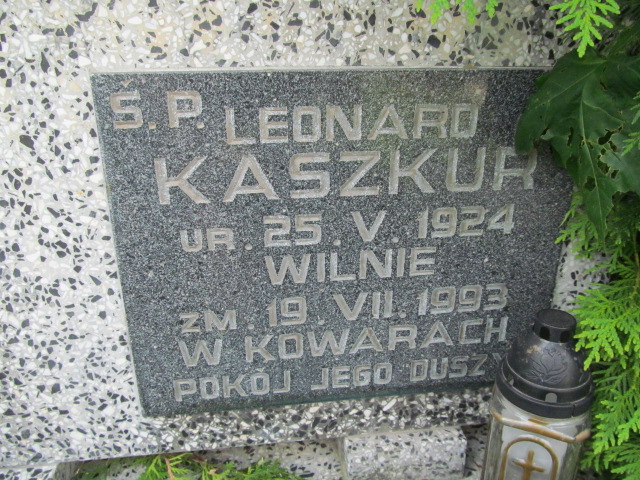 Ś.P. LEONARD
KASZKUR
UR. 25. V. 1924
WILNIE
ZM. 19. VII. 1993
W KOWARACH
POKÓJ JEGO DUSZY